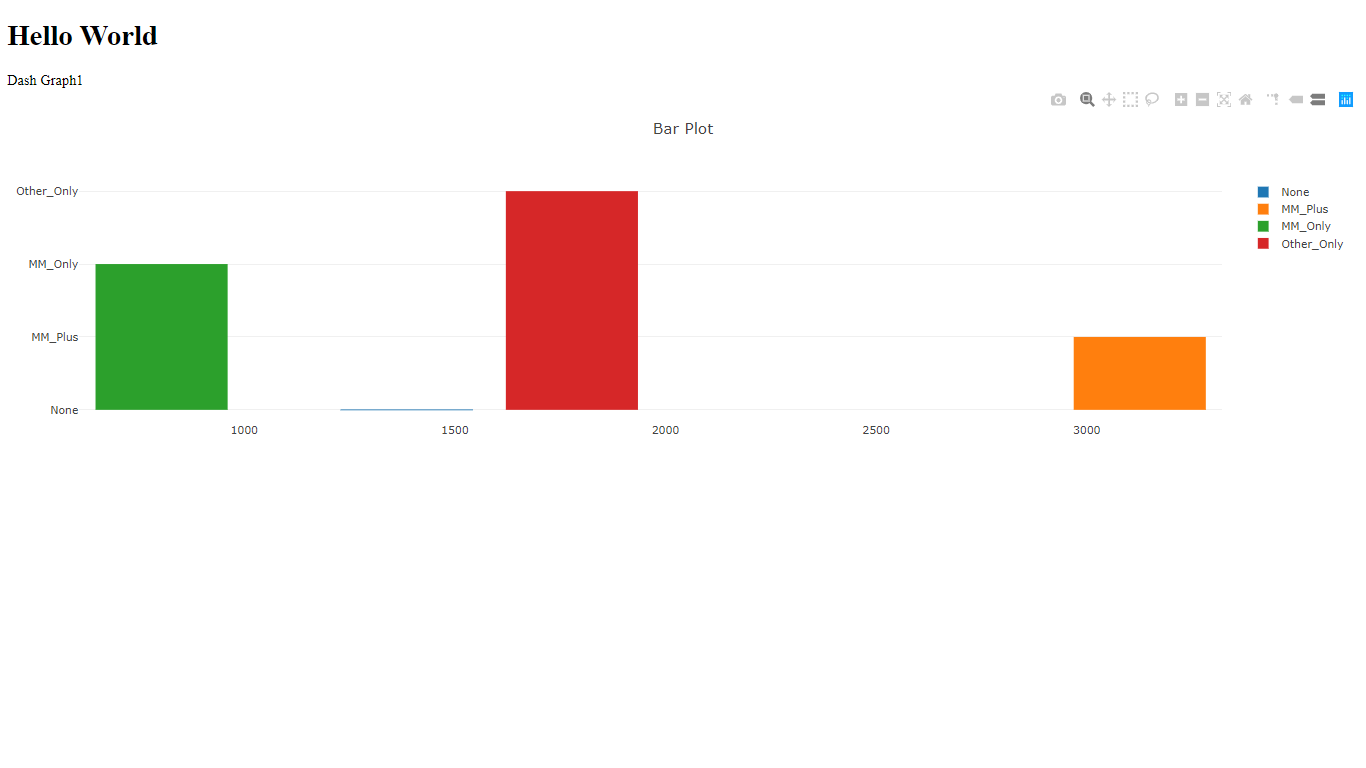 Hello World
Dash Graph1
Bar Plot
Other_Only
MM_Only
MM_Plus
None
1000 1500 2000 2500 3000
None
MM_Plus
MM_Only
Other_Only